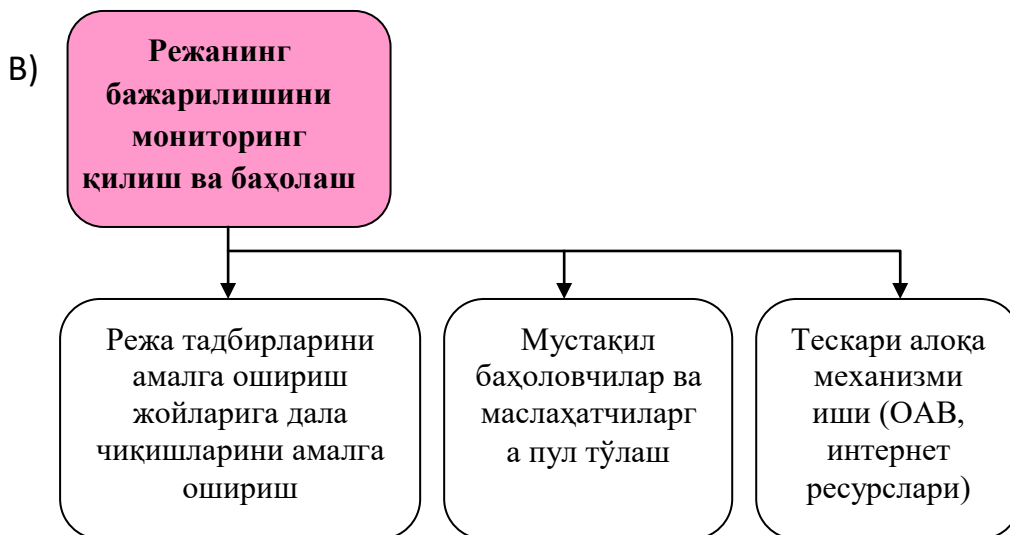 В)
Режанинг
бажарилишини
мониторинг
қилиш ва баҳолаш
Режа тадбирларини
амалга ошириш
жойларига дала
чиқишларини амалга
ошириш
Мустақил
баҳоловчилар ва
маслаҳатчиларг
а пул тўлаш
Тескари алоқа
механизми
иши (ОАВ,
интернет
ресурслари)